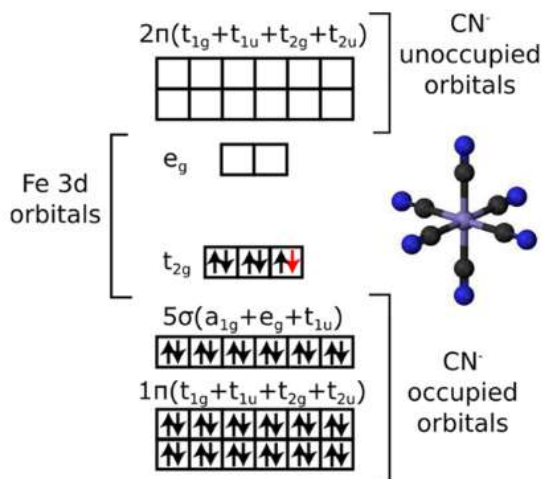 2π(t₁g+t₁u+t₂g+t₂u)
CN⁻
unoccupied
orbitals
eg
Fe 3d
orbitals
t₂g
5σ(a₁g+eg+t₁u)
1π(t₁g+t₁u+t₂g+t₂u)
CN⁻
occupied
orbitals